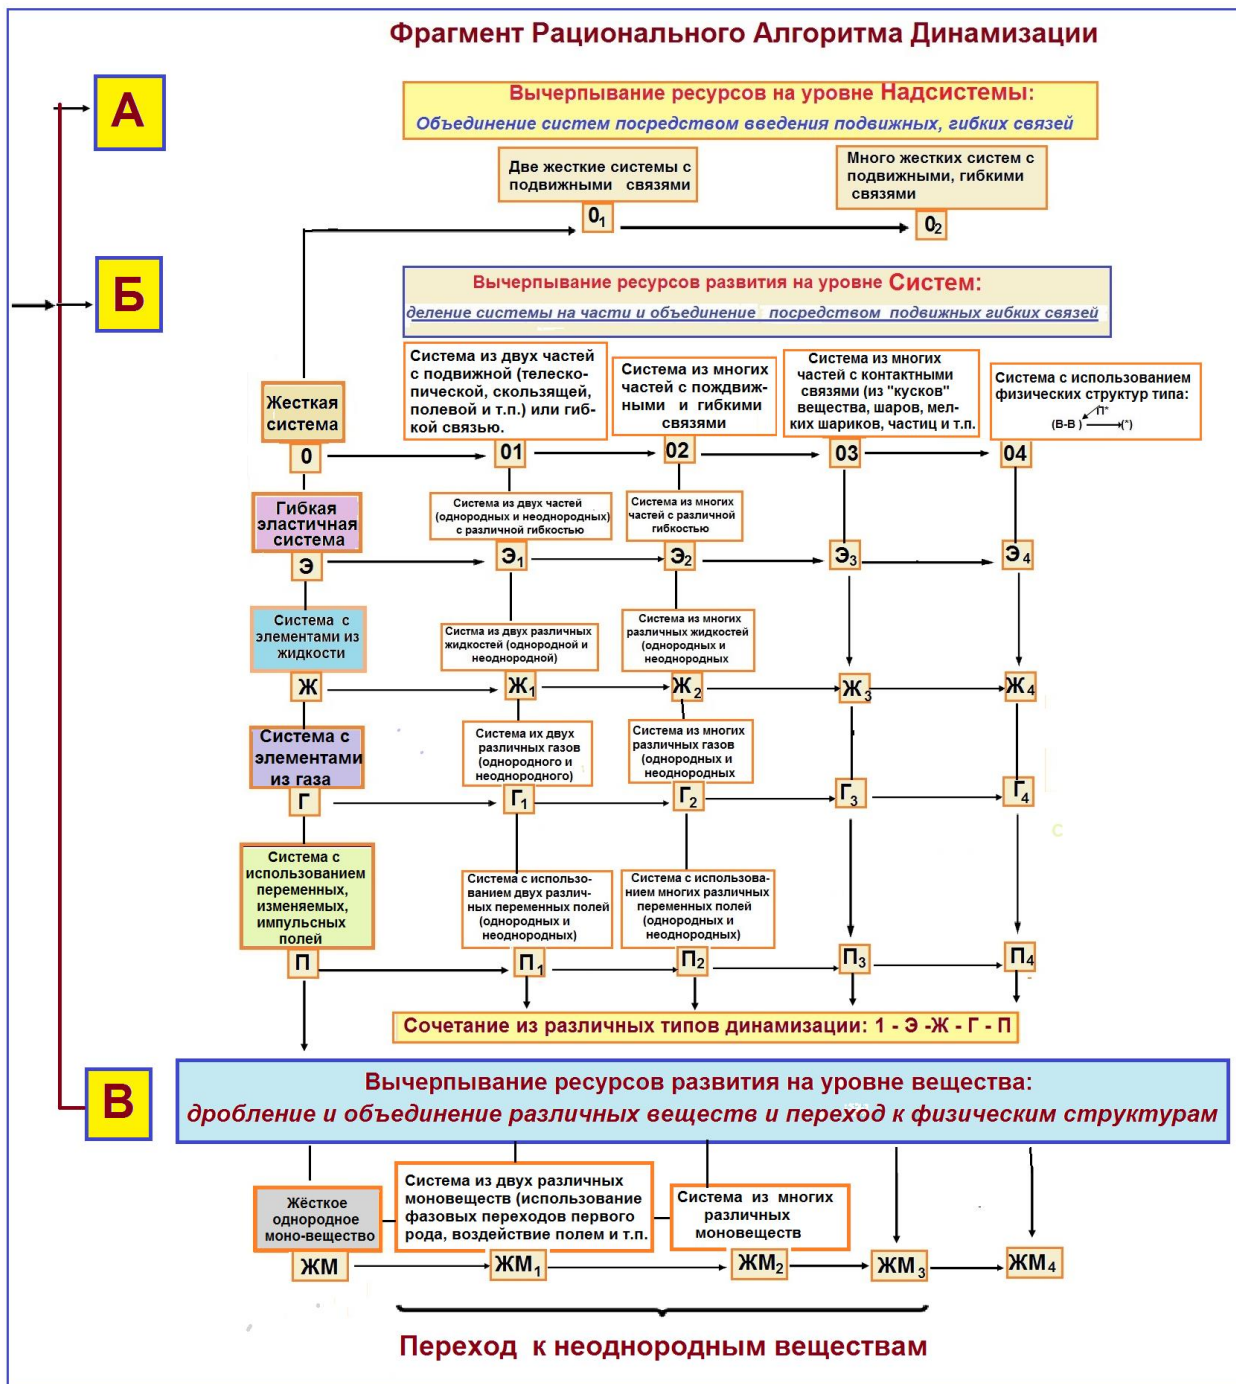 Фрагмент Рационального Алгоритма Динамизации
А
Вычерпывание ресурсов на уровне Надсистемы:
Объединение систем посредством введения подвижных, гибких связей
Две жесткие системы с
подвижными связями
Много жестких систем с
подвижными, гибкими
связями
0₁
0₂
Б
Вычерпывание ресурсов развития на уровне Систем:
деление системы на части и объединение посредством подвижных гибких связей
Жесткая
система
Система из двух частей
с подвижной (телеско-
пической, скользящей,
полевой и т.п.) или гиб-
кой связью.
Система из многих
частей с пождвиж-
ными и гибкими
связями
Система из многих
частей с контактными
связями (из "кусков"
вещества, шаров, мел-
ких шариков, частиц и т.п.
Система с использованием
физических структур типа:
П*
(В-В ) (*)
0
01
02
03
04
Гибкая
эластичная
система
Система из двух частей
(однородных и неоднородных)
с различной гибкостью
Система из многих
частей с различной
гибкостью
Э
Э₁
Э₂
Э₃
Э₄
Система с
элементами из
жидкости
Систма из двух различных
жидкостей (однородной и
неоднородной)
Система из многих
различных жидкостей
(однородных и
неоднородных
Ж
Ж₁
Ж₂
Ж₃
Ж₄
Система с
элементами
из газа
Система их двух
различных газов
(однородного и
неоднородного)
Система из многих
различных газов
(однородных и
неоднородных
Г
Г₁
Г₂
Г₃
Г₄
С
Система с
использованием
переменных,
изменяемых,
импульсных
полей
Система с использо-
ванием двух различ-
ных переменных полей
(однородных и
неоднородных)
Система с использова-
нием многих различных
переменных полей
(однородных и
неоднородных)
П
П₁
П₂
П₃
П₄
Сочетание из различных типов динамизации: 1 - Э -Ж - Г - П
В
Вычерпывание ресурсов развития на уровне вещества:
дробление и объединение различных веществ и переход к физическим структурам
Жёсткое
однородное
моно-вещество
Система из двух различных
моновеществ (использование
фазовых переходов первого
рода, воздействие полем и т.п.
Система из многих
различных
моновеществ
ЖМ
ЖМ₁
ЖМ₂
ЖМ₃
ЖМ₄
Переход к неоднородным веществам